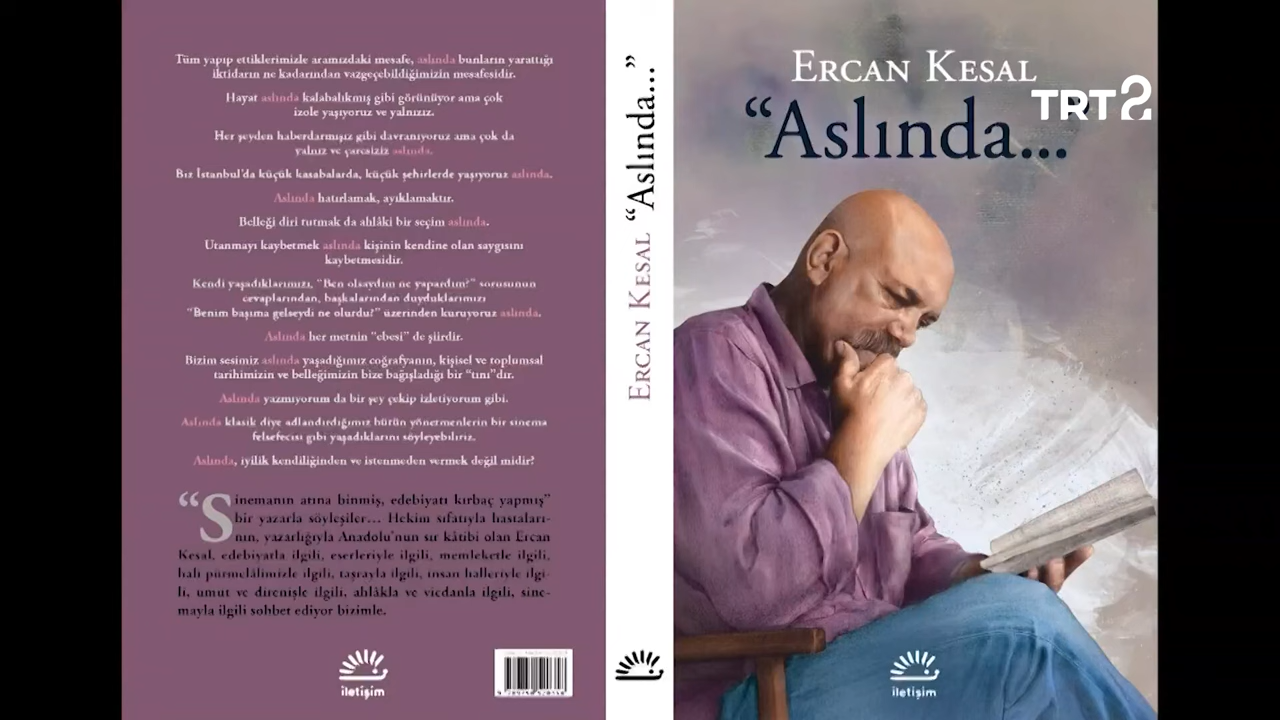 Tüm yapıp ettiklerimizle aramızdaki mesafe, aslında bunların yarattığı
iktidarın ne kadarından vazgeçebildiğimizin mesafesidir.
Hayat aslında kalabalıkmış gibi görünüyor ama çok
izole yaşıyoruz ve yalnızız.
Her şeyden haberdarmışız gibi davranıyoruz ama çok da
yalnız ve çaresiziz aslında.
Biz İstanbul'da küçük kasabalarda, küçük şehirlerde yaşıyoruz aslında.
Aslında hatırlamak, ayıklamaktır.
Belleği diri tutmak da ahlâki bir seçim aslında.
Utanmayı kaybetmek aslında kişinin kendine olan saygısını
kaybetmesidir.
Kendi yaşadıklarımızı, "Ben olsaydım ne yapardım?" sorusunun
cevaplarından, başkalarından duyduklarımızı
"Benim başıma gelseydi ne olurdu?" üzerinden kuruyoruz aslında.
Aslında her metnin "ebesi" de şiirdir.
Bizim sesimiz aslında yaşadığımız coğrafyanın, kişisel ve toplumsal
tarihimizin ve belleğimizin bize bağışladığı bir "tını"dır.
Aslında yazmıyorum da bir şey çekip izletiyorum gibi.
Aslında klasik diye adlandırdığımız bütün yönetmenlerin bir sinema
felsefecisi gibi yaşadıklarını söyleyebiliriz.
Aslında, iyilik kendiliğinden ve istenmeden vermek değil midir?
"Sinemanın atına binmiş, edebiyatı kırbaç yapmış"
bir yazarla söyleşiler... Hekim sıfatıyla hastaları-
nın, yazarlığıyla Anadolu'nun sır kâtibi olan Ercan
Kesal, edebiyatla ilgili, eserleriyle ilgili, memleketle ilgili,
hali pürmelâlimizle ilgili, taşrayla ilgili, insan halleriyle ilgi-
li, umut ve direnişle ilgili, ahlâkla ve vicdanla ilgili, sine-
mayla ilgili sohbet ediyor bizimle.
iletişim
ERCAN KESAL "Aslında..."
ERCAN KESAL
"Aslında...
TRT2
iletişim